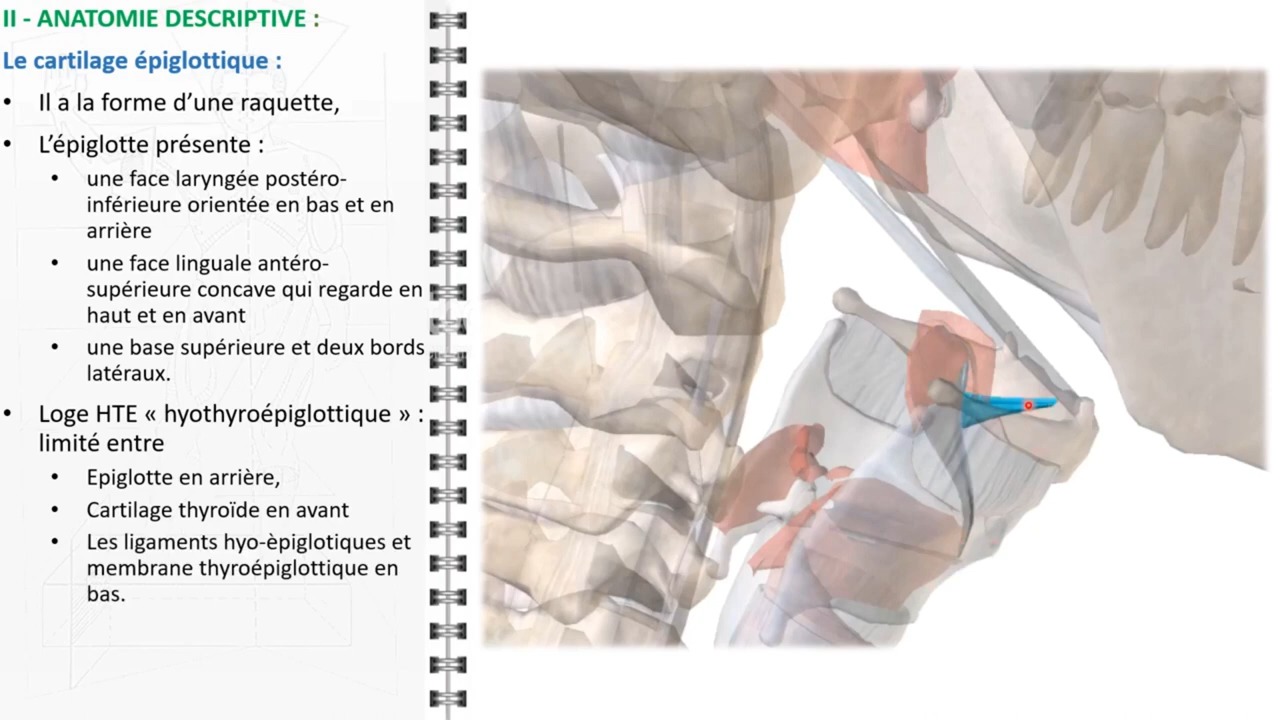 II - ANATOMIE DESCRIPTIVE :
Le cartilage épiglottique :
• Il a la forme d’une raquette,
• L’épiglotte présente :
• une face laryngée postéro-
inférieure orientée en bas et en
arrière
• une face linguale antéro-
supérieure concave qui regarde en
haut et en avant
• une base supérieure et deux bords
latéraux.
• Loge HTE « hyothyroépiglottique » :
limité entre
• Epiglotte en arrière,
• Cartilage thyroïde en avant
• Les ligaments hyo-èpiglotiques et
membrane thyroépiglottique en
bas.